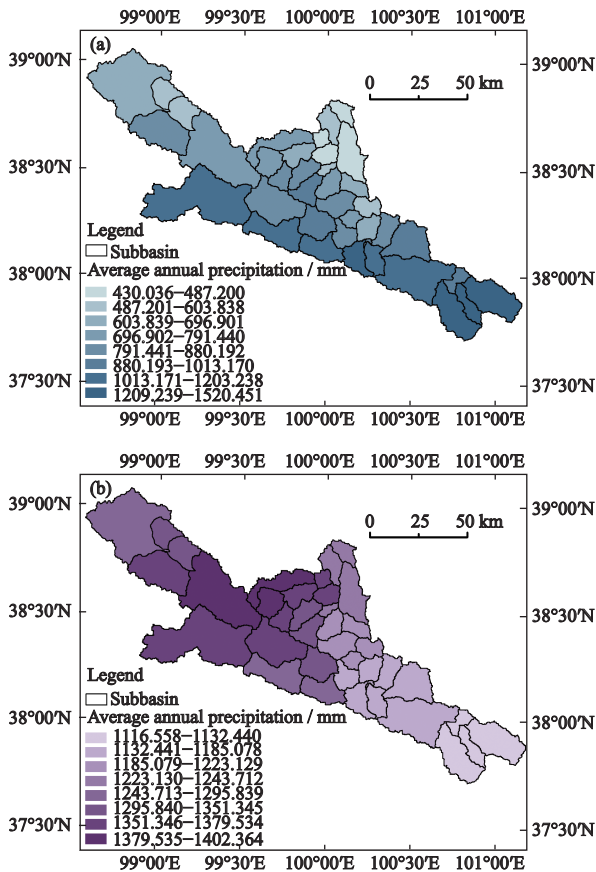 99°00′E 99°30′E 100°00′E 100°30′E 101°00′E
(a)
39°00′N 39°00′N
0 25 50 km
38°30′N 38°30′N
Legend
Subbasin
38°00′N 38°00′N
Average annual precipitation / mm
430.036−487.200
487.201−603.838
603.839−696.901
696.902−791.440
791.441−880.192
880.193−1013.170
1013.171−1203.238
1209.239−1520.451
37°30′N 37°30′N
99°00′E 99°30′E 100°00′E 100°30′E 101°00′E
99°00′E 99°30′E 100°00′E 100°30′E 101°00′E
(b)
39°00′N 39°00′N
0 25 50 km
38°30′N 38°30′N
Legend
Subbasin
38°00′N 38°00′N
Average annual precipitation / mm
1116.558−1132.440
1132.441−1185.078
1185.079−1223.129
1223.130−1243.712
1243.713−1295.839
1295.840−1351.345
1351.346−1379.534
1379.535−1402.364
37°30′N 37°30′N
99°00′E 99°30′E 100°00′E 100°30′E 101°00′E